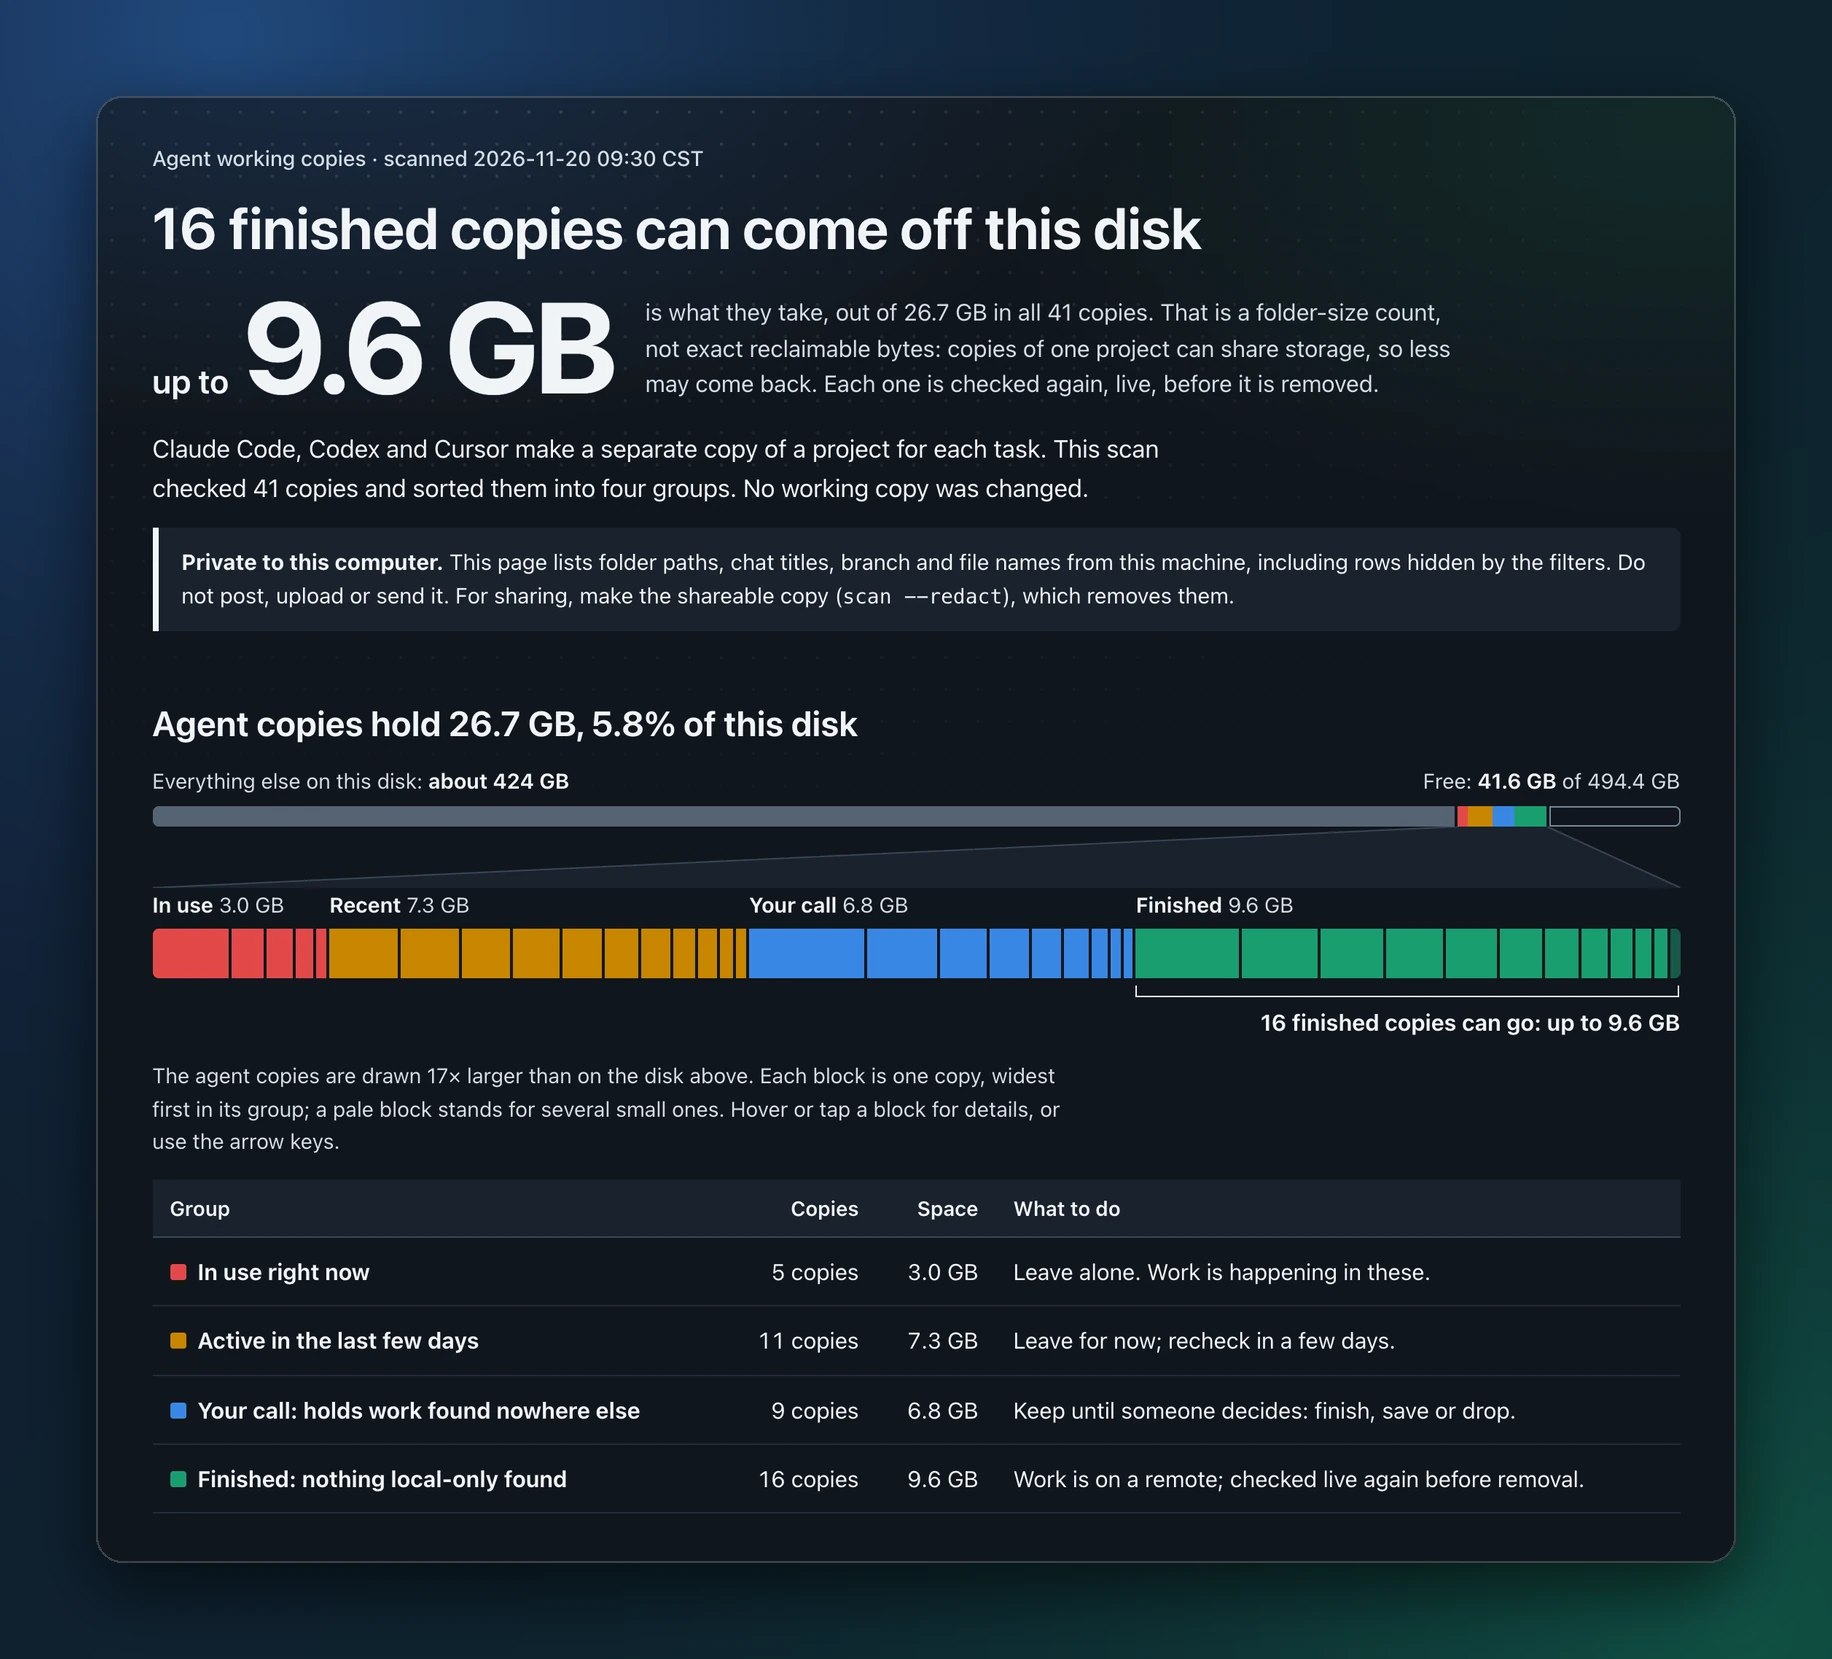 Agent working copies · scanned 2026-11-20 09:30 CST
16 finished copies can come off this disk
up to 9.6 GB
is what they take, out of 26.7 GB in all 41 copies. That is a folder-size count,
not exact reclaimable bytes: copies of one project can share storage, so less
may come back. Each one is checked again, live, before it is removed.
Claude Code, Codex and Cursor make a separate copy of a project for each task. This scan
checked 41 copies and sorted them into four groups. No working copy was changed.
Private to this computer. This page lists folder paths, chat titles, branch and file names from this machine, including rows hidden by the filters. Do
not post, upload or send it. For sharing, make the shareable copy (scan --redact), which removes them.
Agent copies hold 26.7 GB, 5.8% of this disk
Everything else on this disk: about 424 GB
Free: 41.6 GB of 494.4 GB
In use 3.0 GB
Recent 7.3 GB
Your call 6.8 GB
Finished 9.6 GB
16 finished copies can go: up to 9.6 GB
The agent copies are drawn 17× larger than on the disk above. Each block is one copy, widest
first in its group; a pale block stands for several small ones. Hover or tap a block for details, or
use the arrow keys.
Group Copies Space What to do
In use right now 5 copies 3.0 GB Leave alone. Work is happening in these.
Active in the last few days 11 copies 7.3 GB Leave for now; recheck in a few days.
Your call: holds work found nowhere else 9 copies 6.8 GB Keep until someone decides: finish, save or drop.
Finished: nothing local-only found 16 copies 9.6 GB Work is on a remote; checked live again before removal.